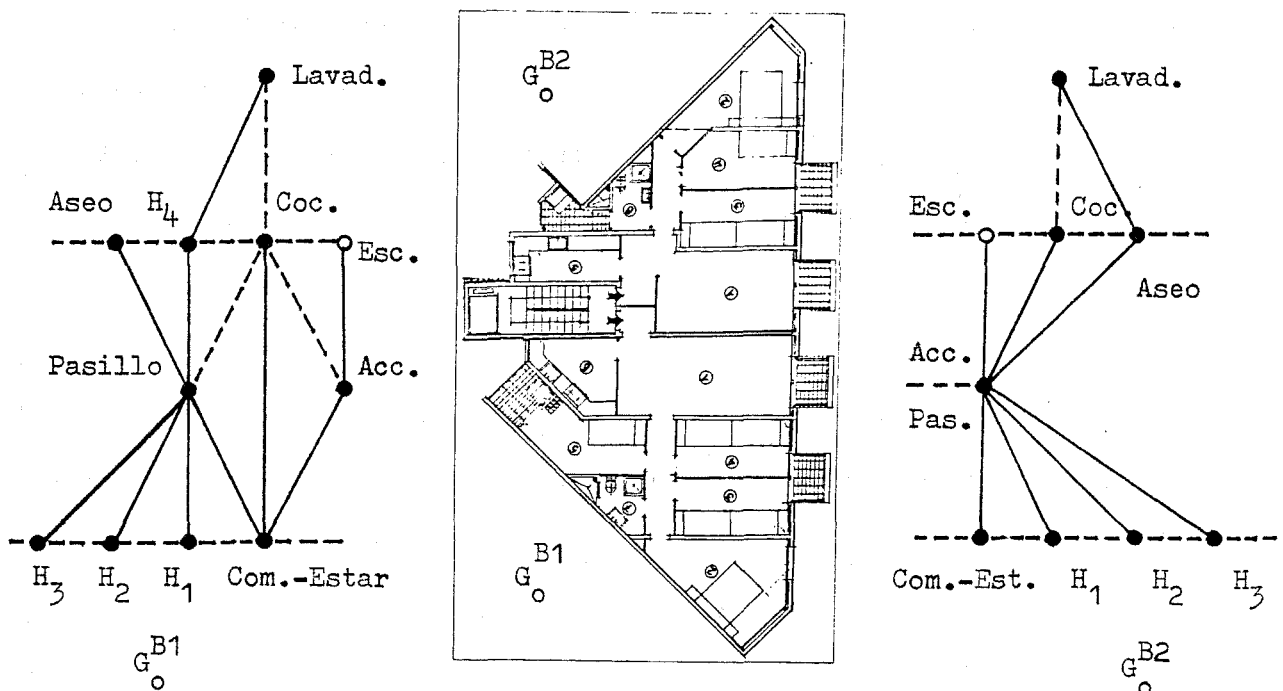 Lavad.
Aseo H4 Coc.
Esc.
Pasillo Acc.
H3 H2 H1 Com.-Estar
G B1
G B2
G B1
Lavad.
Esc. Coc.
Aseo
Acc.
Pas.
Com.-Est. H1 H2 H3
G B2